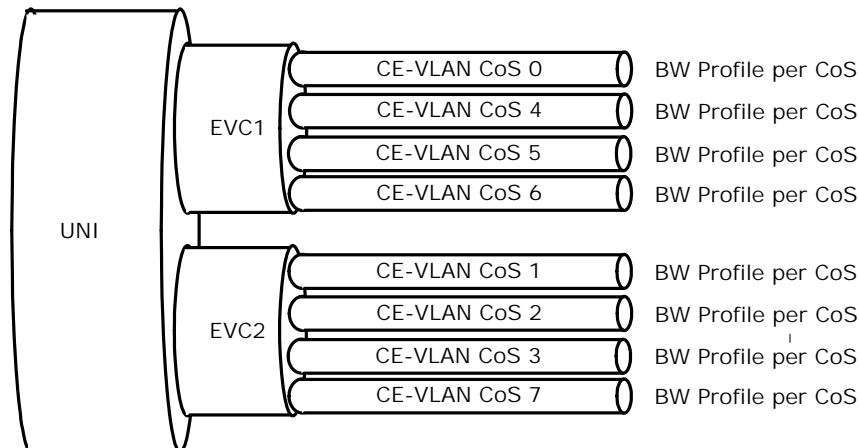 CE-VLAN CoS 0 BW Profile per CoS
CE-VLAN CoS 4 BW Profile per CoS
EVC1
CE-VLAN CoS 5 BW Profile per CoS
CE-VLAN CoS 6 BW Profile per CoS
UNI
CE-VLAN CoS 1 BW Profile per CoS
CE-VLAN CoS 2 BW Profile per CoS
EVC2
CE-VLAN CoS 3 BW Profile per CoS
CE-VLAN CoS 7 BW Profile per CoS